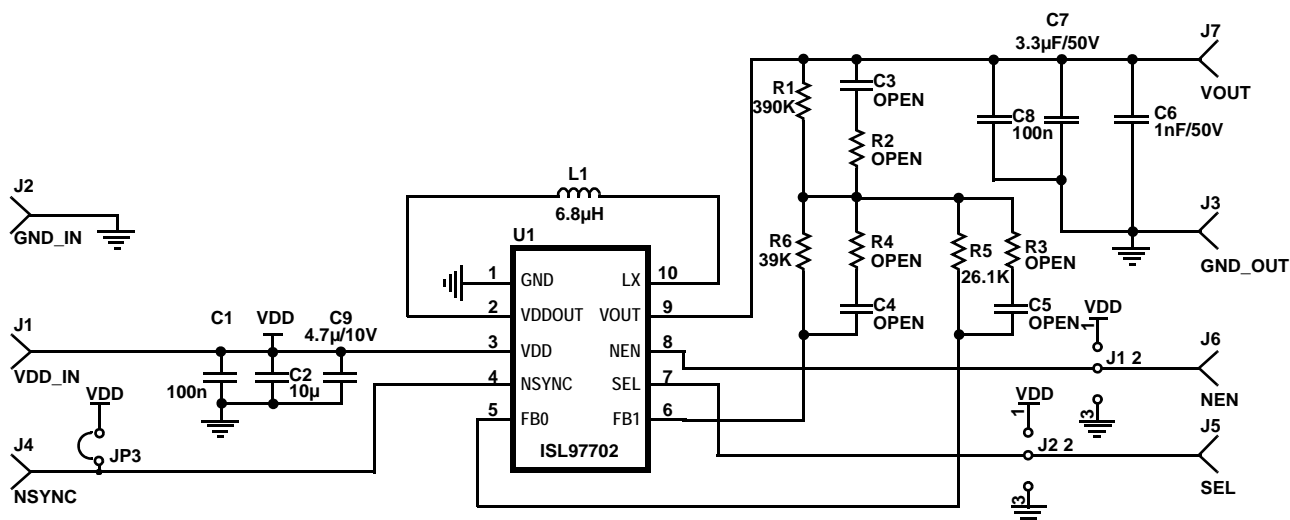 C7
3.3µF/50V
J7
VOUT
R1
390K
C3
OPEN
R2
OPEN
C8
100n
C6
1nF/50V
J2
GND_IN
L1
6.8µH
J3
GND_OUT
R6
39K
R4
OPEN
C4
OPEN
R5
26.1K
R3
OPEN
C5
OPEN
U1
1 GND LX 10
2 VDDOUT VOUT 9
3 VDD NEN 8
4 NSYNC SEL 7
5 FB0 FB1 6
ISL97702
J1
VDD_IN
C1
100n
VDD
C2
10µ
C9
4.7µ/10V
VDD
JP3
J4
NSYNC
VDD
1
J1 2
3
J6
NEN
VDD
1
J2 2
3
J5
SEL